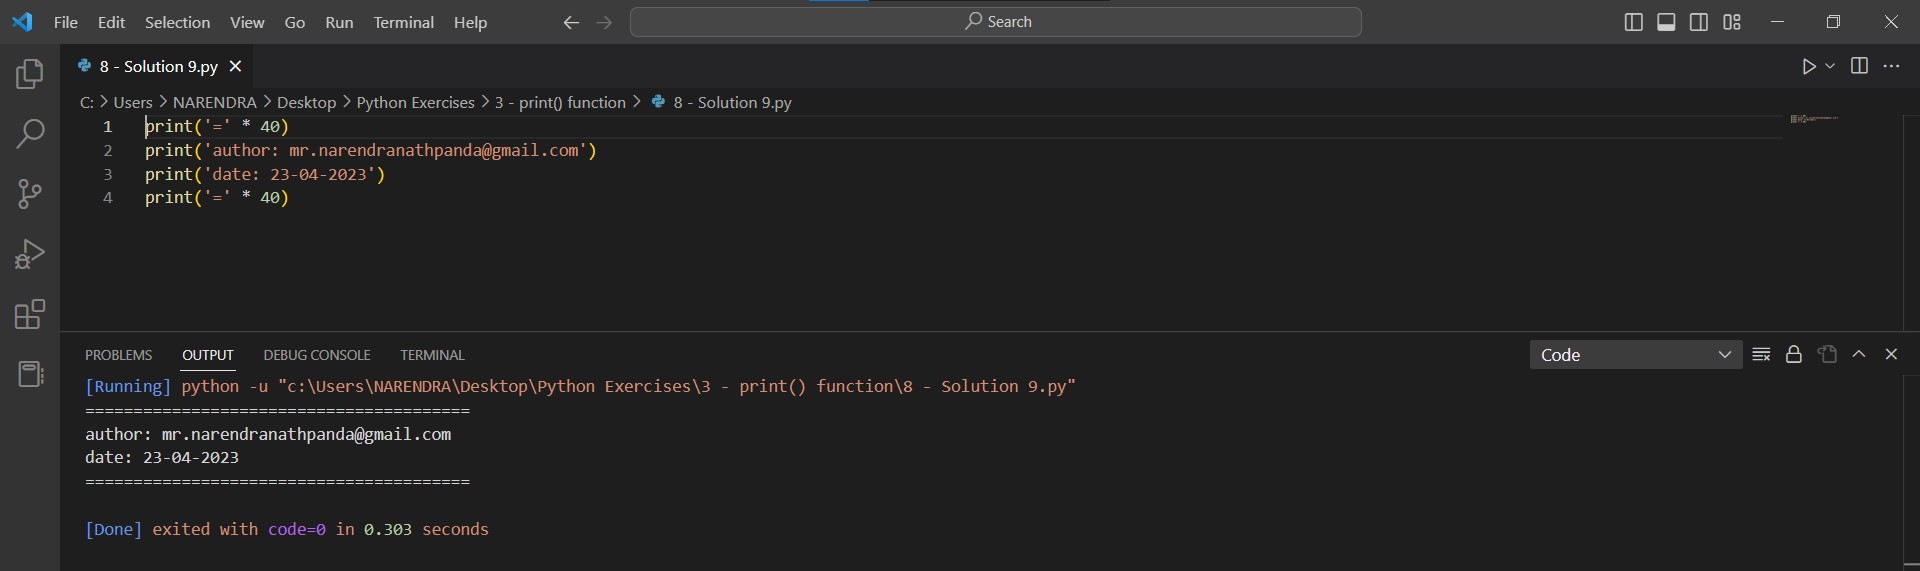 File Edit Selection View Go Run Terminal Help Search
8 - Solution 9.py
C: > Users > NARENDRA > Desktop > Python Exercises > 3 - print() function > 8 - Solution 9.py
1 print('=' * 40)
2 print('author: mr.narendranathpanda@gmail.com')
3 print('date: 23-04-2023')
4 print('=' * 40)
PROBLEMS OUTPUT DEBUG CONSOLE TERMINAL Code
[Running] python -u "c:\Users\NARENDRA\Desktop\Python Exercises\3 - print() function\8 - Solution 9.py"
========================================
author: mr.narendranathpanda@gmail.com
date: 23-04-2023
========================================
[Done] exited with code=0 in 0.303 seconds